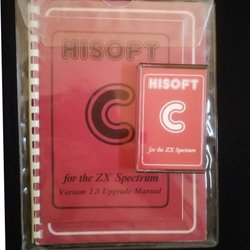 HISOFT
C
for the ZX Spectrum
Version 1.3 Upgrade Manual
HISOFT
C
for the ZX Spectrum